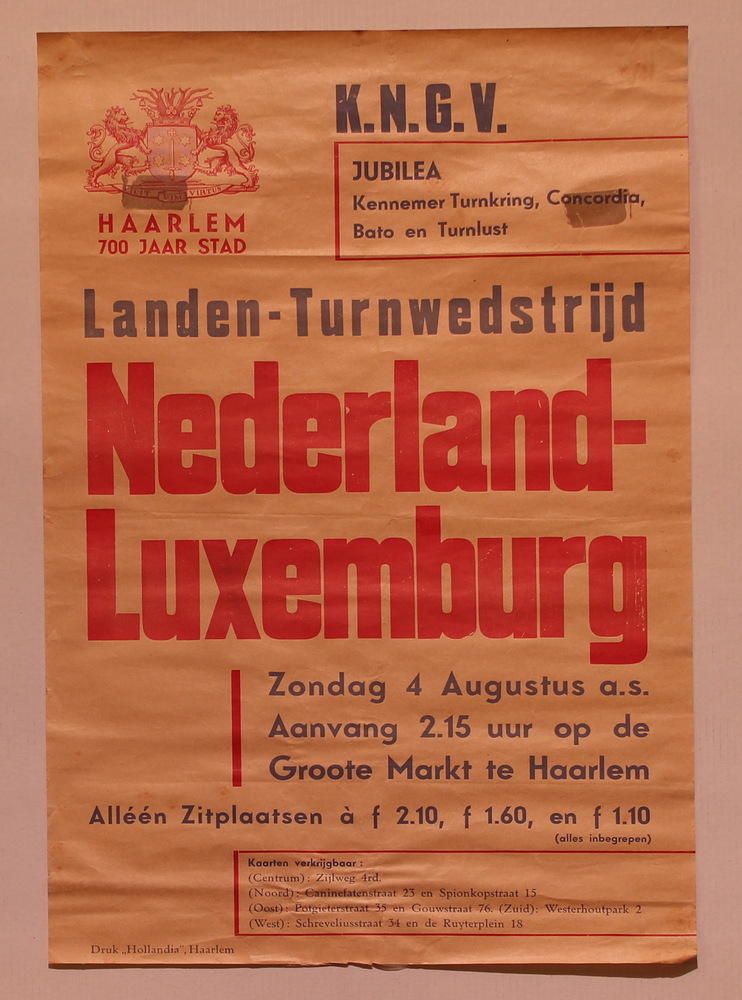 K.N.G.V.
JUBILEA
Kennemer Turnkring, Concordia,
Bato en Turnlust
VICIT VIM VIRTUS
HAARLEM
700 JAAR STAD
Landen-Turnwedstrijd
Nederland-
Luxemburg
Zondag 4 Augustus a.s.
Aanvang 2.15 uur op de
Groote Markt te Haarlem
Alléén Zitplaatsen à f 2.10, f 1.60, en f 1.10
(alles inbegrepen)
Kaarten verkrijgbaar :
(Centrum) : Zijlweg 4rd.
(Noord) : Caninefatenstraat 23 en Spionkopstraat 15
(Oost) : Potgieterstraat 35 en Gouwstraat 76. (Zuid) : Westerhoutpark 2
(West) : Schreveliusstraat 34 en de Ruyterplein 18
Druk „Hollandia”, Haarlem